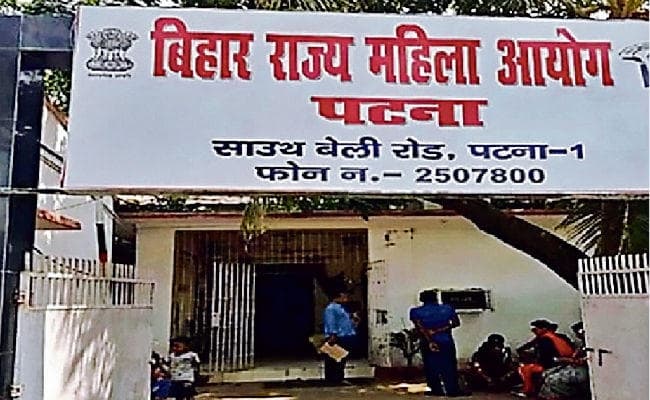 बिहार राज्य महिला आयोग
पटना
साउथ बेली रोड, पटना-1
फोन न.- 2507800